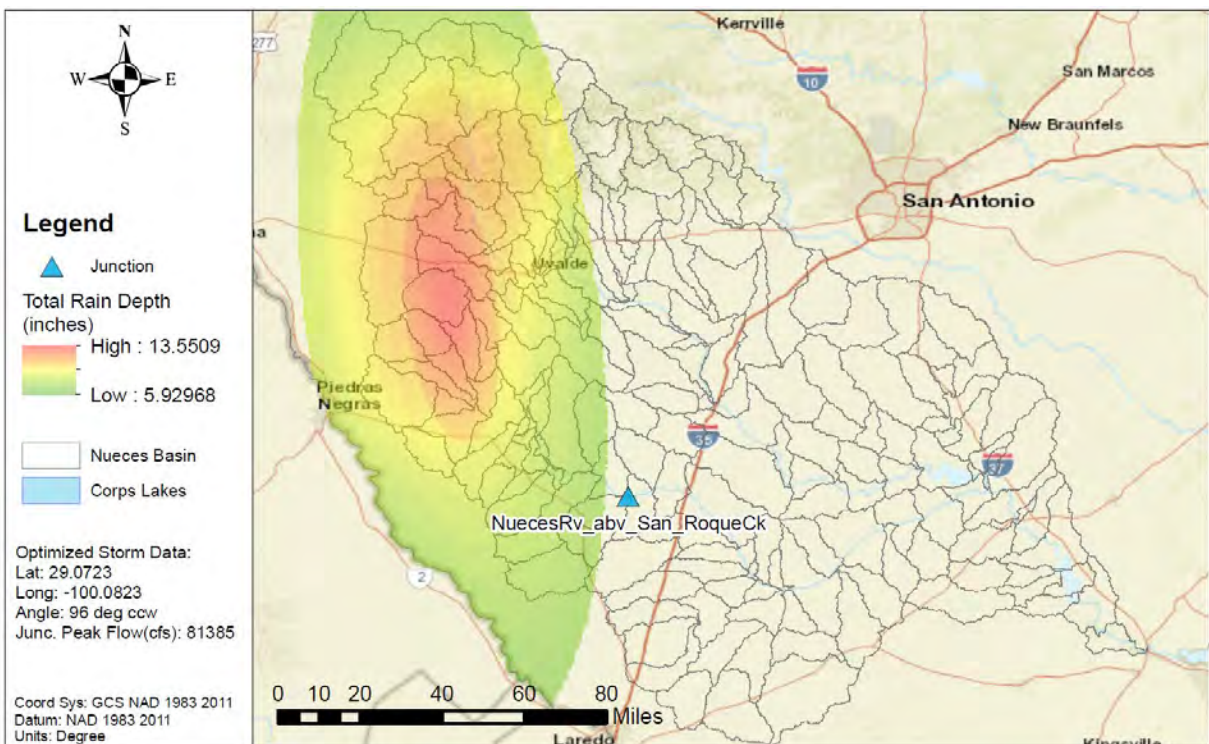 N
W E
S
Legend
Junction
Total Rain Depth
(inches)
High : 13.5509
Low : 5.92968
Nueces Basin
Corps Lakes
Optimized Storm Data:
Lat: 29.0723
Long: -100.0823
Angle: 96 deg ccw
Junc. Peak Flow(cfs): 81385
Coord Sys: GCS NAD 1983 2011
Datum: NAD 1983 2011
Units: Degree
277
Kerrville
10
San Marcos
New Braunfels
San Antonio
Uvalde
Piedras
Negras
35
37
NuecesRv_abv_San_RoqueCk
2
0 10 20 40 60 80
Miles
Laredo